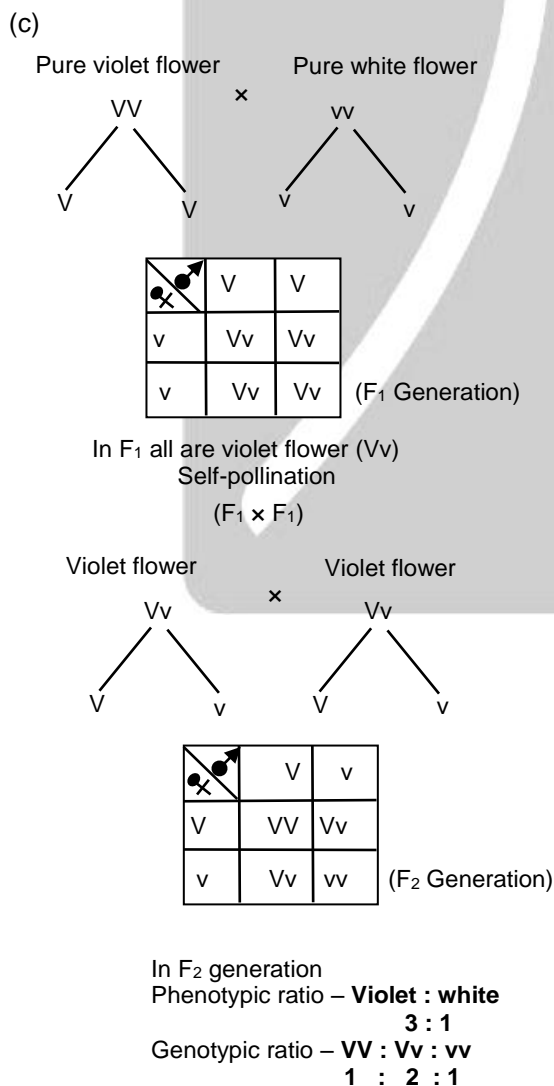 (c)
Pure violet flower × Pure white flower
VV vv
V V v v
V V
v Vv Vv
v Vv Vv (F₁ Generation)
In F₁ all are violet flower (Vv)
Self-pollination
(F₁ × F₁)
Violet flower × Violet flower
Vv Vv
V v V v
V v
V VV Vv
v Vv vv (F₂ Generation)
In F₂ generation
Phenotypic ratio – Violet : white
3 : 1
Genotypic ratio – VV : Vv : vv
1 : 2 : 1